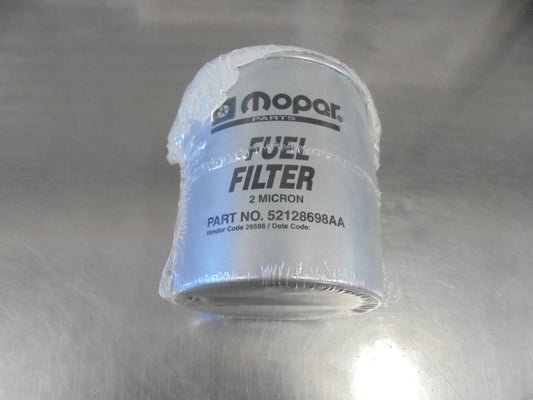 mopar®
PARTS
FUEL
FILTER
2 MICRON
PART NO. 52128698AA
Vendor Code 26686 / Date Code: